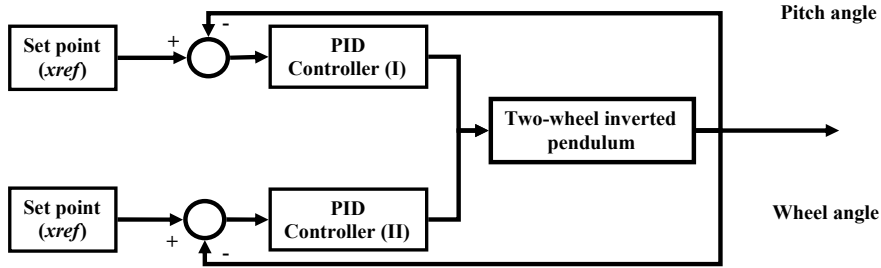 Pitch angle
-
+
Set point
(xref)
PID
Controller (I)
Two-wheel inverted
pendulum
Set point
(xref)
PID
Controller (II)
Wheel angle
+
-